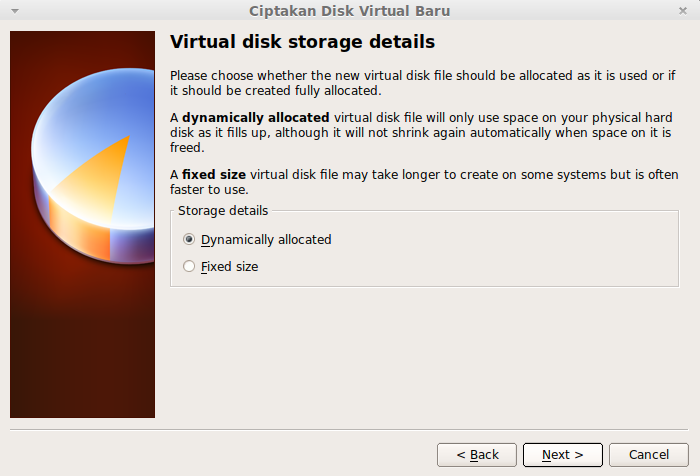 Ciptakan Disk Virtual Baru
Virtual disk storage details
Please choose whether the new virtual disk file should be allocated as it is used or if
it should be created fully allocated.
A dynamically allocated virtual disk file will only use space on your physical hard
disk as it fills up, although it will not shrink again automatically when space on it is
freed.
A fixed size virtual disk file may take longer to create on some systems but is often
faster to use.
Storage details
Dynamically allocated
Fixed size
< Back
Next >
Cancel